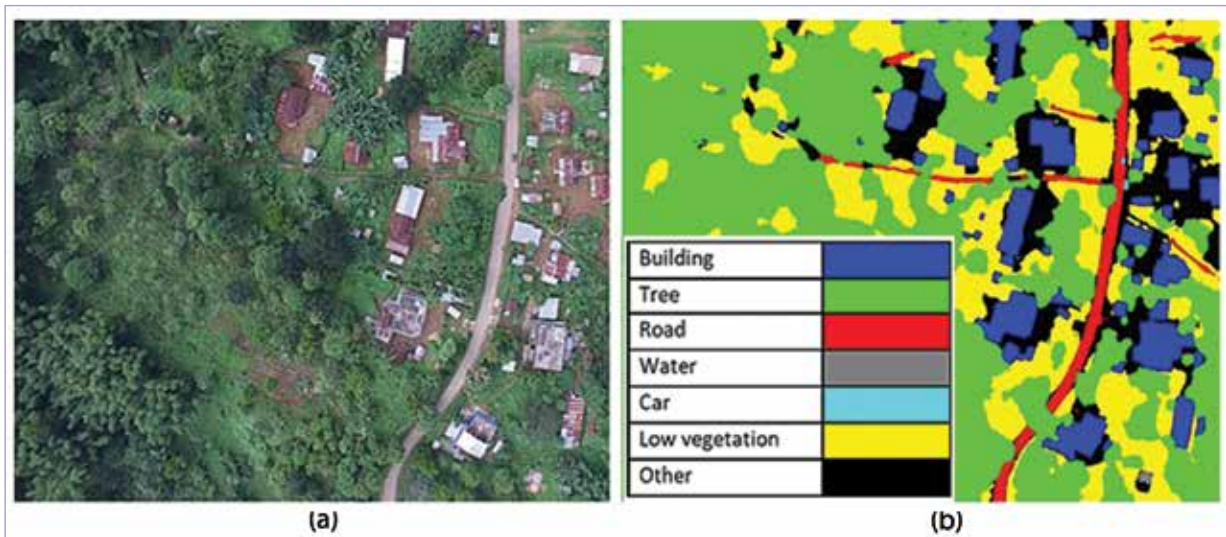 Building
Tree
Road
Water
Car
Low vegetation
Other
(a)
(b)